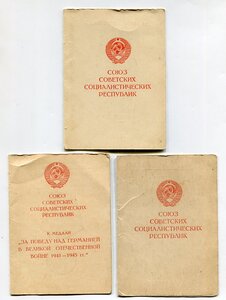 СОЮЗ
СОВЕТСКИХ
СОЦИАЛИСТИЧЕСКИХ
РЕСПУБЛИК
СОЮЗ
СОВЕТСКИХ
СОЦИАЛИСТИЧЕСКИХ
РЕСПУБЛИК
К МЕДАЛИ
„ЗА ПОБЕДУ НАД ГЕРМАНИЕЙ
В ВЕЛИКОЙ ОТЕЧЕСТВЕННОЙ
ВОЙНЕ 1941—1945 гг."
СОЮЗ
СОВЕТСКИХ
СОЦИАЛИСТИЧЕСКИХ
РЕСПУБЛИК